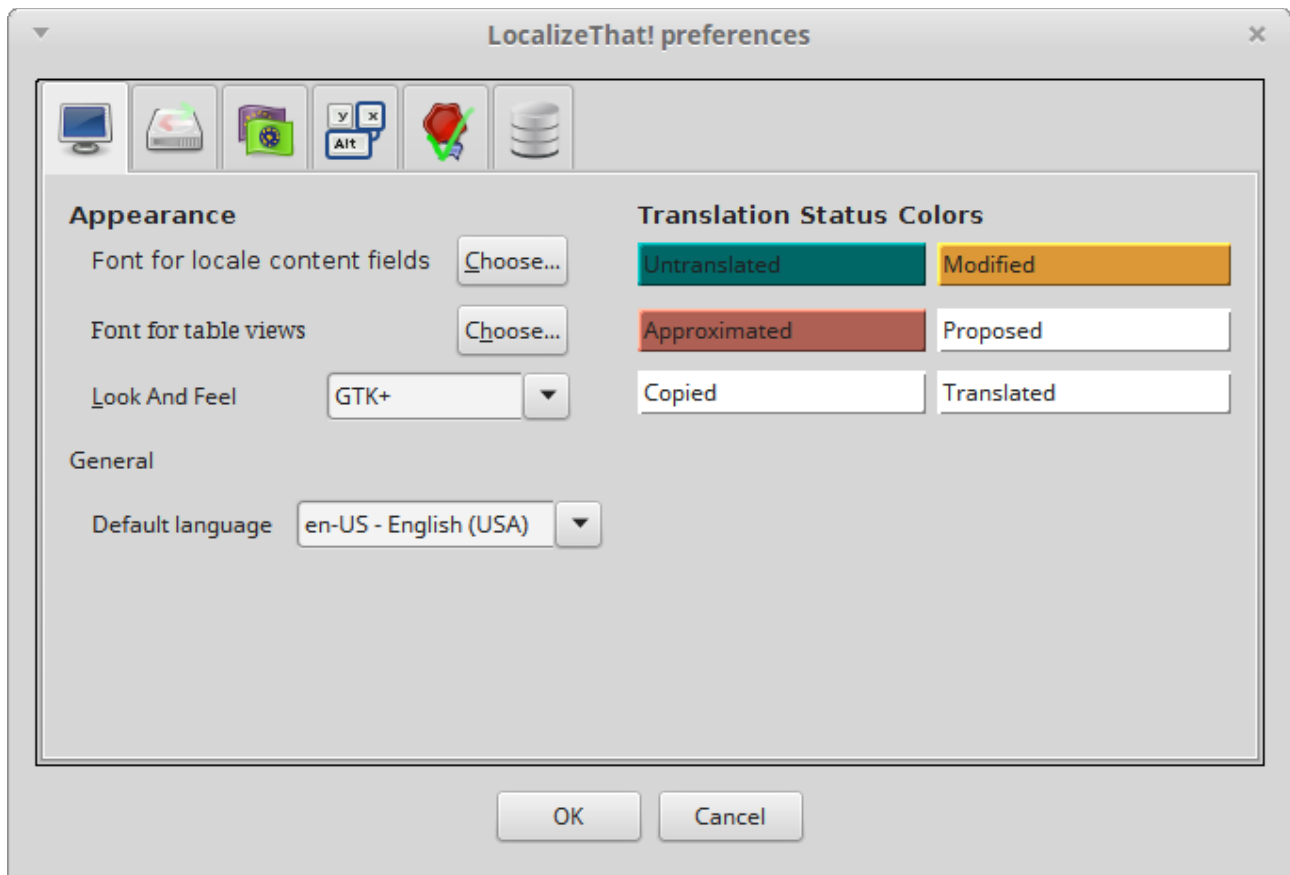 LocalizeThat! preferences
y x
Alt
Appearance
Font for locale content fields Choose...
Font for table views Choose...
Look And Feel GTK+
General
Default language en-US - English (USA)
Translation Status Colors
Untranslated Modified
Approximated Proposed
Copied Translated
OK Cancel